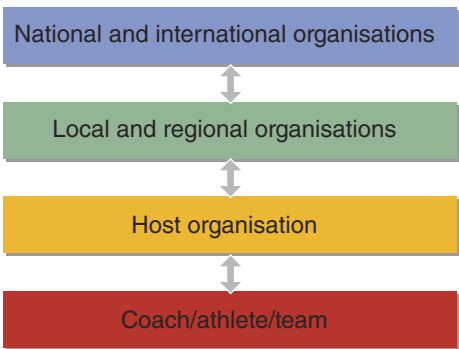 National and international organisations
Local and regional organisations
Host organisation
Coach/athlete/team